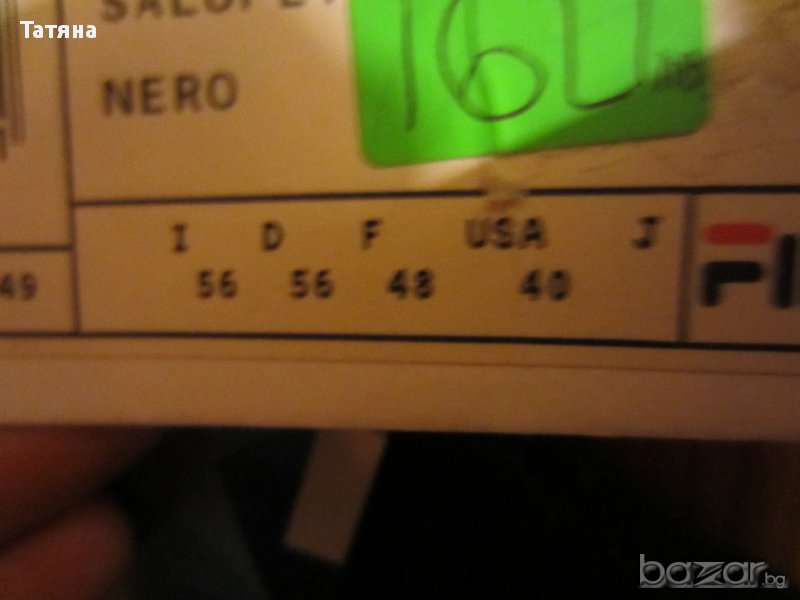 Татяна
NERO
160
I D F USA J
56 56 48 40
49
bazar.bg